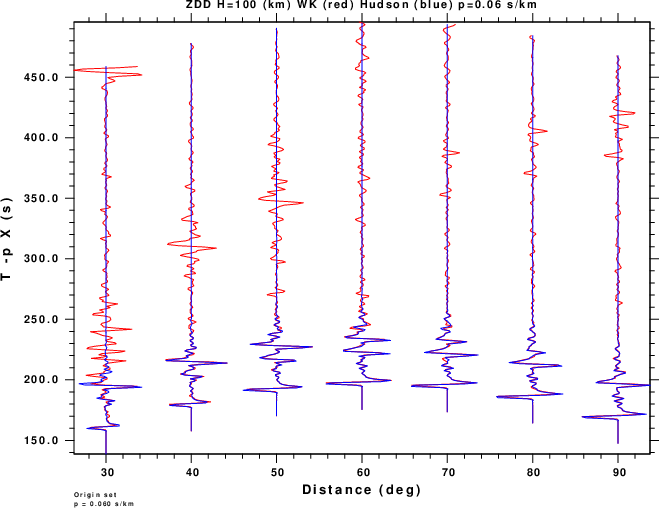 ZDD H=100 (km) WK (red) Hudson (blue) p=0.06 s/km
450.0
400.0
350.0
300.0
250.0
200.0
150.0
T -p X (s)
30 40 50 60 70 80 90
Distance (deg)
Origin set
p = 0.060 s/km